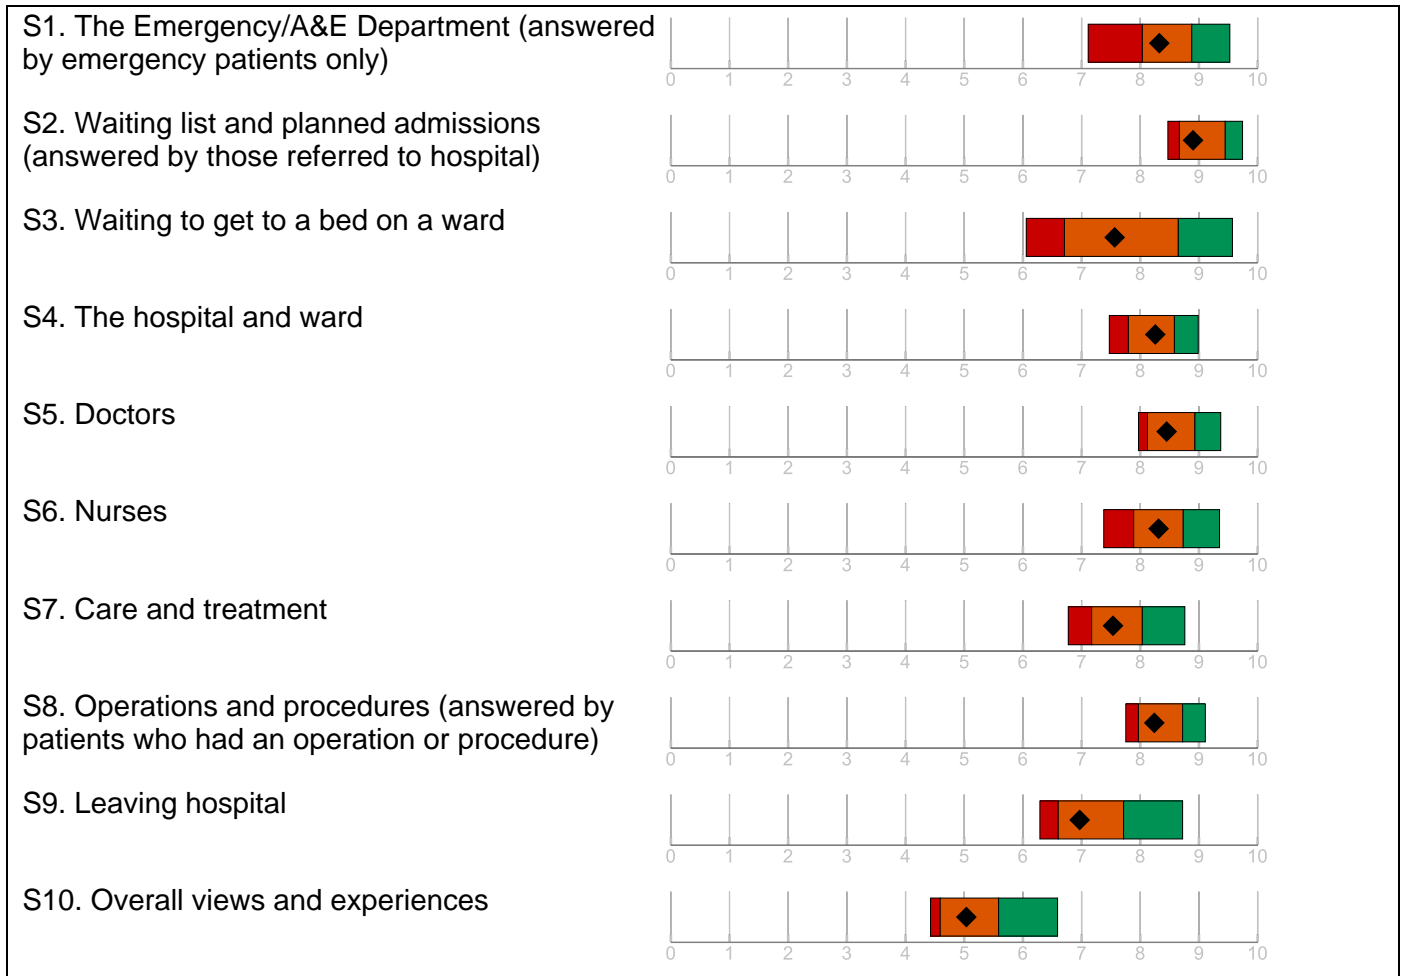 S1. The Emergency/A&E Department (answered
by emergency patients only)
0 1 2 3 4 5 6 7 8 9 10
S2. Waiting list and planned admissions
(answered by those referred to hospital)
0 1 2 3 4 5 6 7 8 9 10
S3. Waiting to get to a bed on a ward
0 1 2 3 4 5 6 7 8 9 10
S4. The hospital and ward
0 1 2 3 4 5 6 7 8 9 10
S5. Doctors
0 1 2 3 4 5 6 7 8 9 10
S6. Nurses
0 1 2 3 4 5 6 7 8 9 10
S7. Care and treatment
0 1 2 3 4 5 6 7 8 9 10
S8. Operations and procedures (answered by
patients who had an operation or procedure)
0 1 2 3 4 5 6 7 8 9 10
S9. Leaving hospital
0 1 2 3 4 5 6 7 8 9 10
S10. Overall views and experiences
0 1 2 3 4 5 6 7 8 9 10